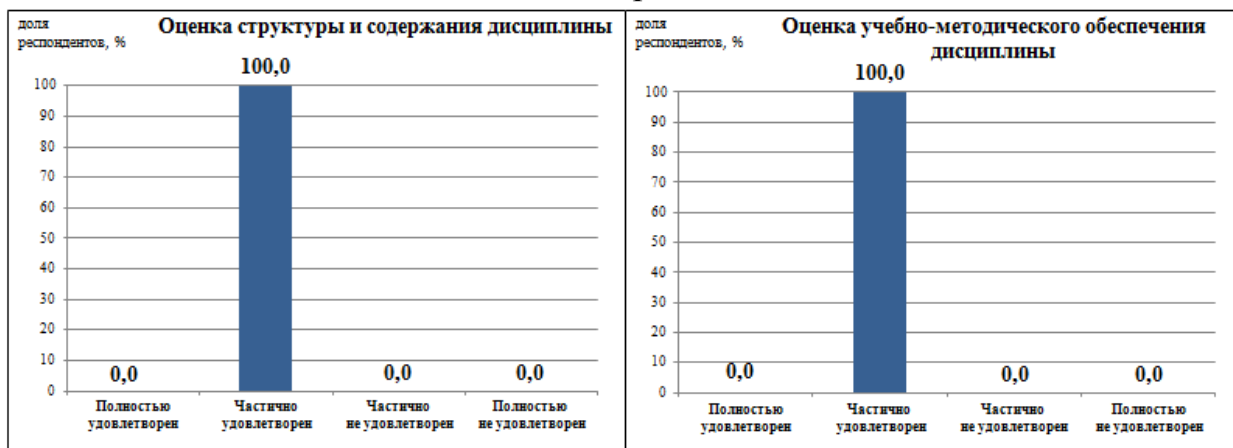 доля
респондентов, %
Оценка структуры и содержания дисциплины
100,0
100
90
80
70
60
50
40
30
20
10
0
0,0
0,0
0,0
Полностью
удовлетворен
Частично
удовлетворен
Частично
не удовлетворен
Полностью
не удовлетворен
доля
респондентов, %
Оценка учебно-методического обеспечения
дисциплины
100,0
100
90
80
70
60
50
40
30
20
10
0
0,0
0,0
0,0
Полностью
удовлетворен
Частично
удовлетворен
Частично
не удовлетворен
Полностью
не удовлетворен